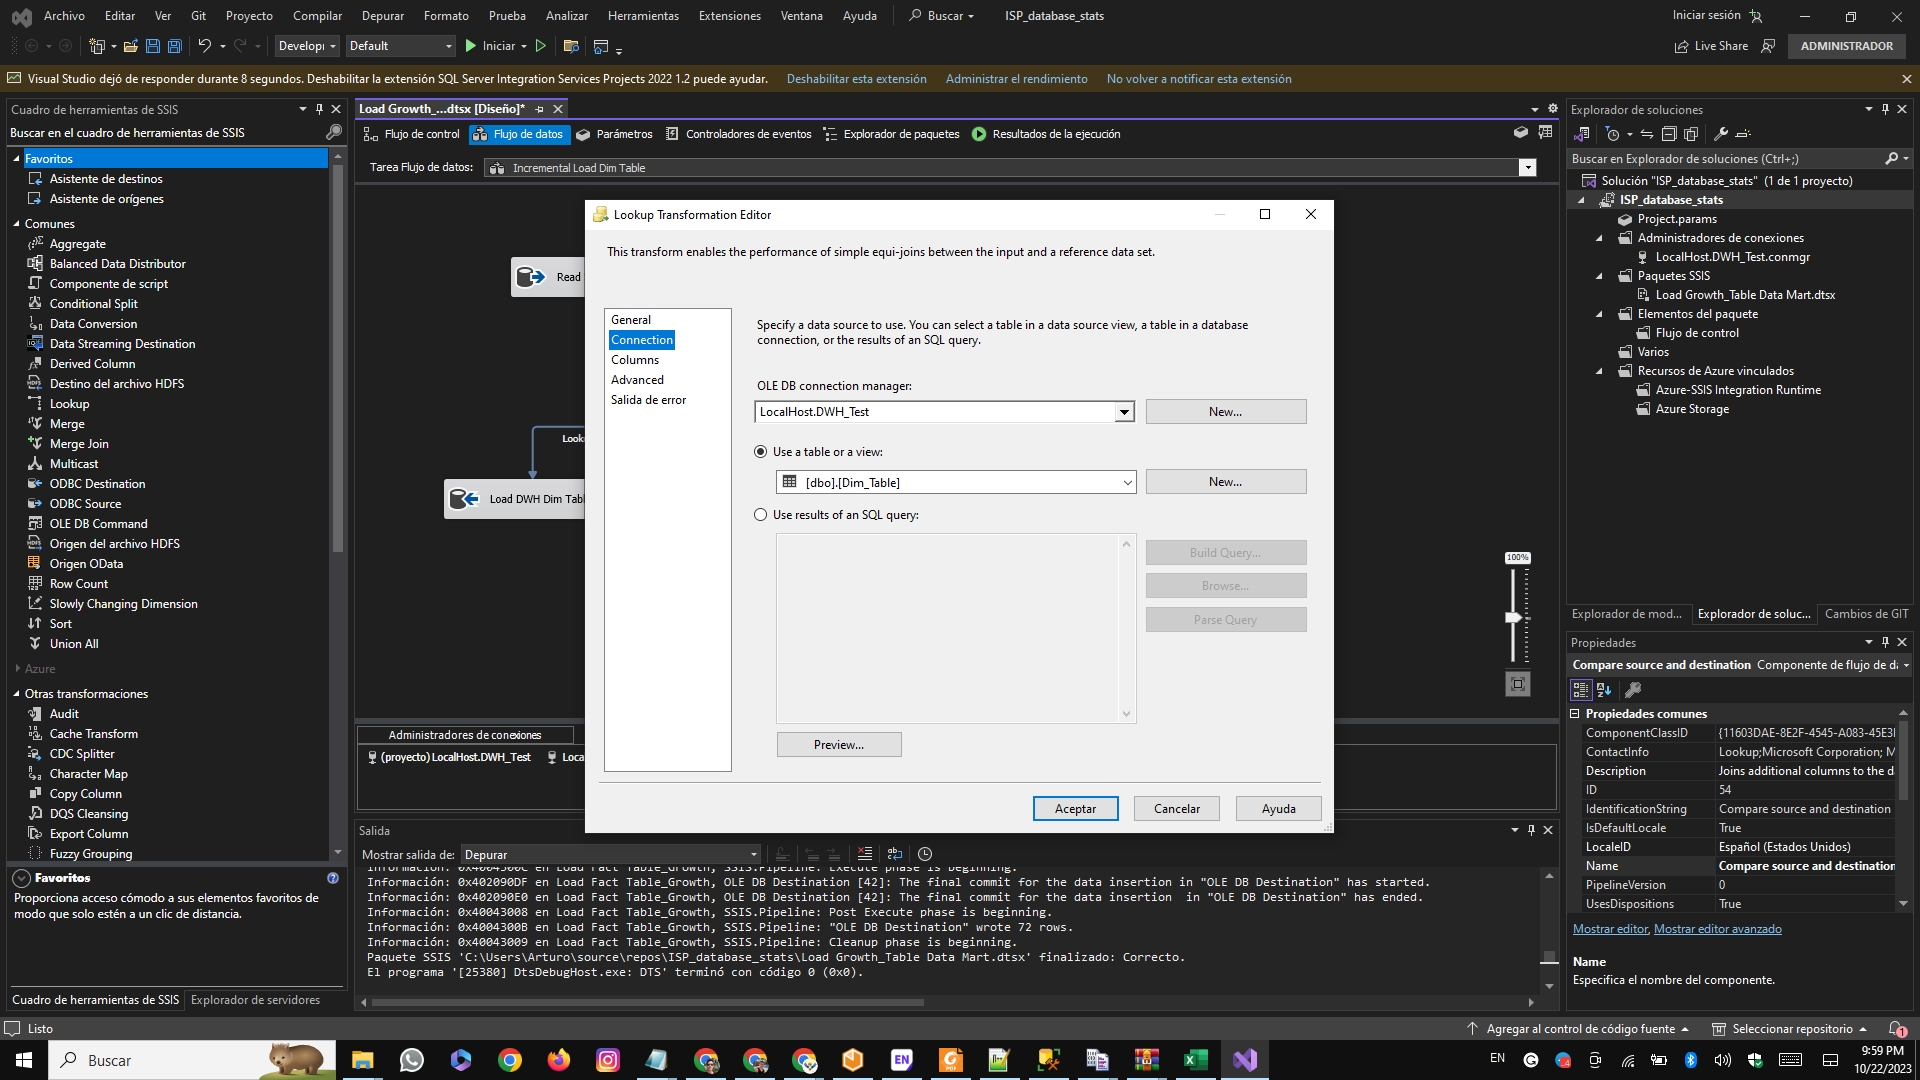 Archivo Editar Ver Git Proyecto Compilar Depurar Formato Prueba Analizar Herramientas Extensiones Ventana Ayuda Buscar ISP_database_stats Iniciar sesión
Develop Default Iniciar Live Share ADMINISTRADOR
Visual Studio dejó de responder durante 8 segundos. Deshabilitar la extensión SQL Server Integration Services Projects 2022 1.2 puede ayudar. Deshabilitar esta extensión Administrar el rendimiento No volver a notificar esta extensión
Cuadro de herramientas de SSIS
Buscar en el cuadro de herramientas de SSIS
Favoritos
Asistente de destinos
Asistente de orígenes
Comunes
Aggregate
Balanced Data Distributor
Componente de script
Conditional Split
Data Conversion
Data Streaming Destination
Derived Column
Destino del archivo HDFS
Lookup
Merge
Merge Join
Multicast
ODBC Destination
ODBC Source
OLE DB Command
Origen del archivo HDFS
Origen OData
Row Count
Slowly Changing Dimension
Sort
Union All
Azure
Otras transformaciones
Audit
Cache Transform
CDC Splitter
Character Map
Copy Column
DQS Cleansing
Export Column
Fuzzy Grouping
Favoritos
Proporciona acceso cómodo a sus elementos favoritos de
modo que solo estén a un clic de distancia.
Cuadro de herramientas de SSIS Explorador de servidores
Load Growth_...dtsx [Diseño]*
Flujo de control Flujo de datos Parámetros Controladores de eventos Explorador de paquetes Resultados de la ejecución
Tarea Flujo de datos: Incremental Load Dim Table
Read
Look
Load DWH Dim Tabl
100%
Lookup Transformation Editor
This transform enables the performance of simple equi-joins between the input and a reference data set.
General
Connection
Columns
Advanced
Salida de error
Specify a data source to use. You can select a table in a data source view, a table in a database
connection, or the results of an SQL query.
OLE DB connection manager:
LocalHost.DWH_Test New...
Use a table or a view:
[dbo].[Dim_Table] New...
Use results of an SQL query:
Build Query...
Browse...
Parse Query
Preview...
Aceptar Cancelar Ayuda
Administradores de conexiones
(proyecto) LocalHost.DWH_Test Loca
Salida
Mostrar salida de: Depurar
Información: 0x4004300C en Load Fact Table_Growth, SSIS.Pipeline: Execute phase is beginning.
Información: 0x402090DF en Load Fact Table_Growth, OLE DB Destination [42]: The final commit for the data insertion in "OLE DB Destination" has started.
Información: 0x402090E0 en Load Fact Table_Growth, OLE DB Destination [42]: The final commit for the data insertion  in "OLE DB Destination" has ended.
Información: 0x40043008 en Load Fact Table_Growth, SSIS.Pipeline: Post Execute phase is beginning.
Información: 0x4004300B en Load Fact Table_Growth, SSIS.Pipeline: "OLE DB Destination" wrote 72 rows.
Información: 0x40043009 en Load Fact Table_Growth, SSIS.Pipeline: Cleanup phase is beginning.
Paquete SSIS 'C:\Users\Arturo\source\repos\ISP_database_stats\Load Growth_Table Data Mart.dtsx' finalizado: Correcto.
El programa '[25380] DtsDebugHost.exe: DTS' terminó con código 0 (0x0).
Explorador de soluciones
Buscar en Explorador de soluciones (Ctrl+;)
Solución "ISP_database_stats" (1 de 1 proyecto)
ISP_database_stats
Project.params
Administradores de conexiones
LocalHost.DWH_Test.conmgr
Paquetes SSIS
Load Growth_Table Data Mart.dtsx
Elementos del paquete
Flujo de control
Varios
Recursos de Azure vinculados
Azure-SSIS Integration Runtime
Azure Storage
Explorador de mod... Explorador de soluc... Cambios de GIT
Propiedades
Compare source and destination Componente de flujo de da
Propiedades comunes
ComponentClassID {11603DAE-8E2F-4545-A083-45E3
ContactInfo Lookup;Microsoft Corporation; M
Description Joins additional columns to the d
ID 54
IdentificationString Compare source and destination
IsDefaultLocale True
LocaleID Español (Estados Unidos)
Name Compare source and destination
PipelineVersion 0
UsesDispositions True
Mostrar editor, Mostrar editor avanzado
Name
Especifica el nombre del componente.
Listo Agregar al control de código fuente Seleccionar repositorio 1
Buscar EN EN 9:59 PM
10/22/2023